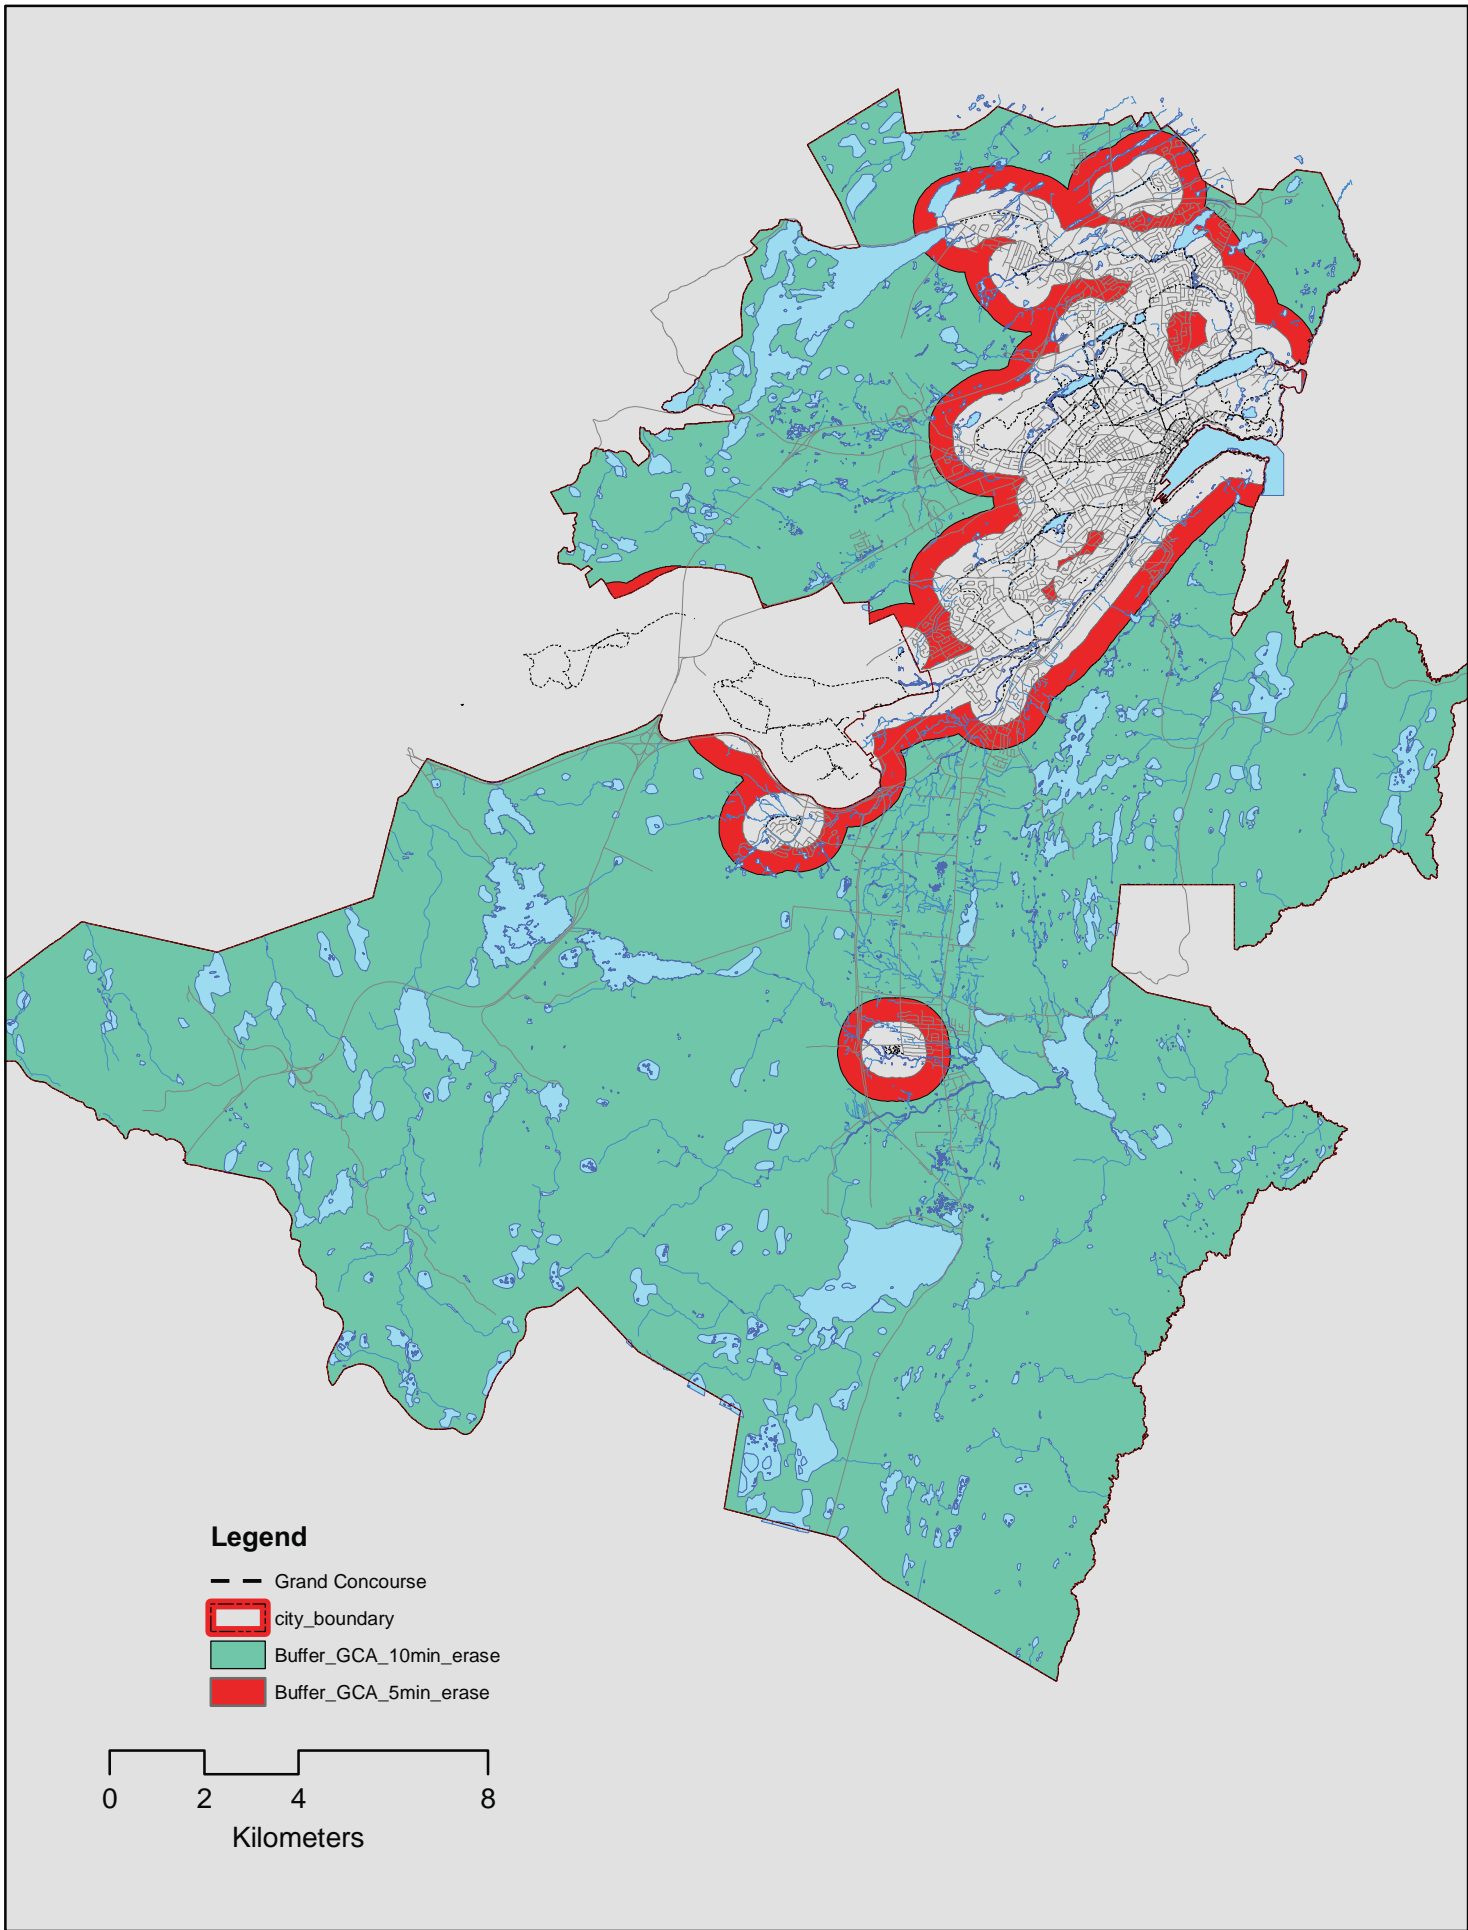 Legend
Grand Concourse
city_boundary
Buffer_GCA_10min_erase
Buffer_GCA_5min_erase
0 2 4 8
Kilometers